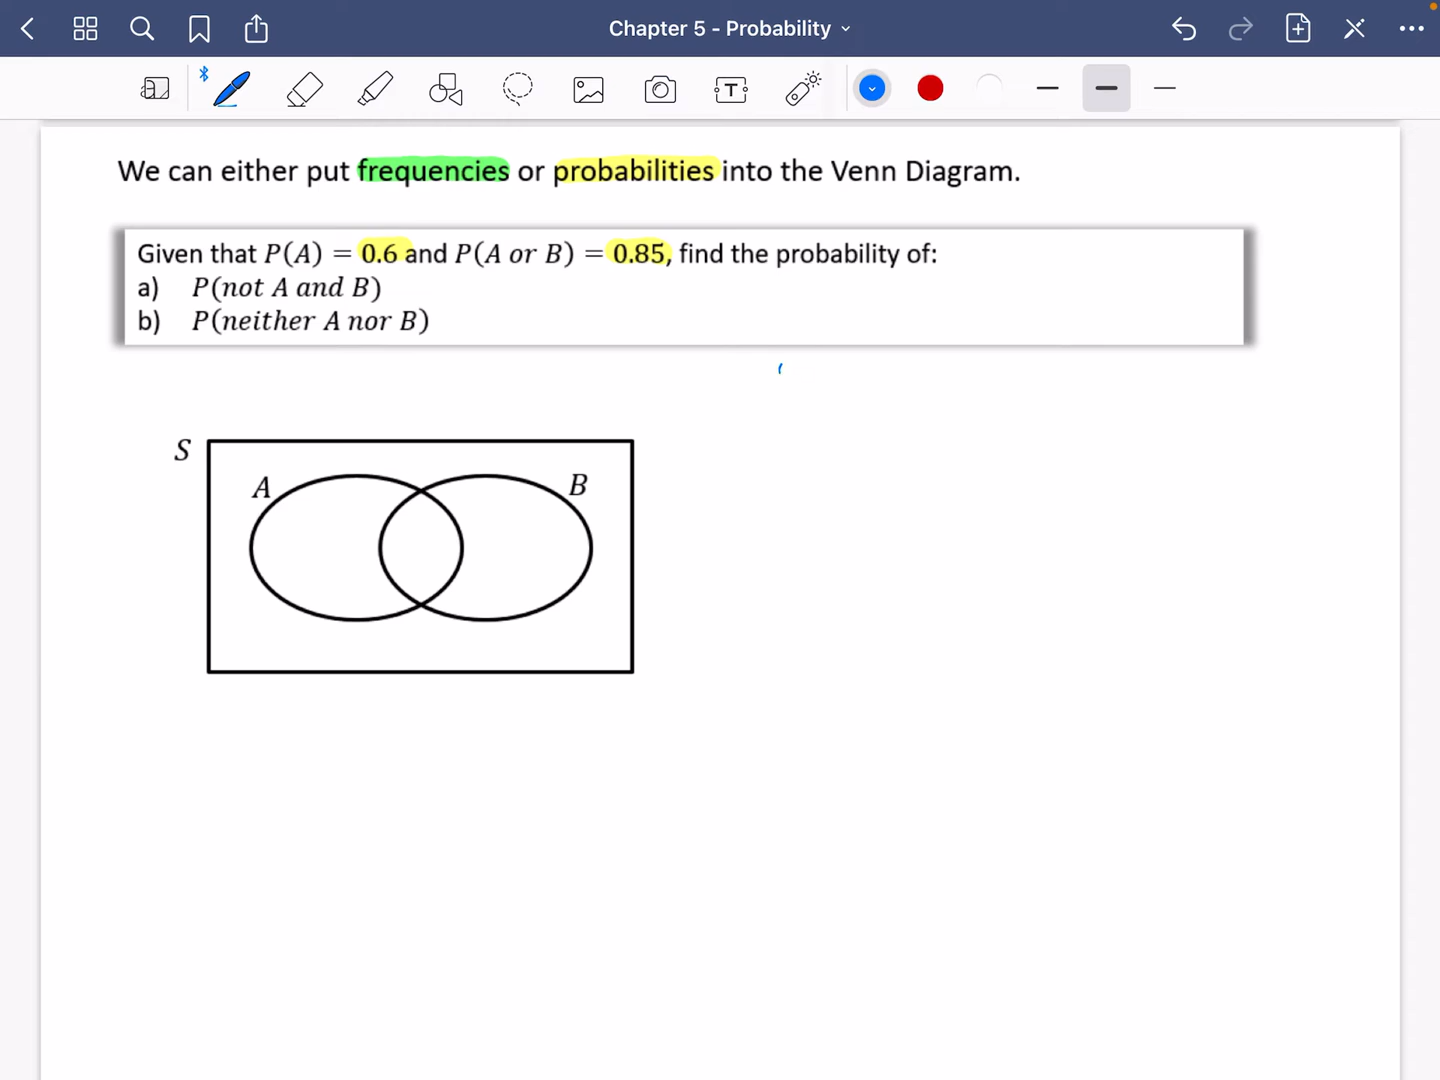 Chapter 5 - Probability
We can either put frequencies or probabilities into the Venn Diagram.
Given that P(A) = 0.6 and P(A or B) = 0.85, find the probability of:
a) P(not A and B)
b) P(neither A nor B)
S
A
B